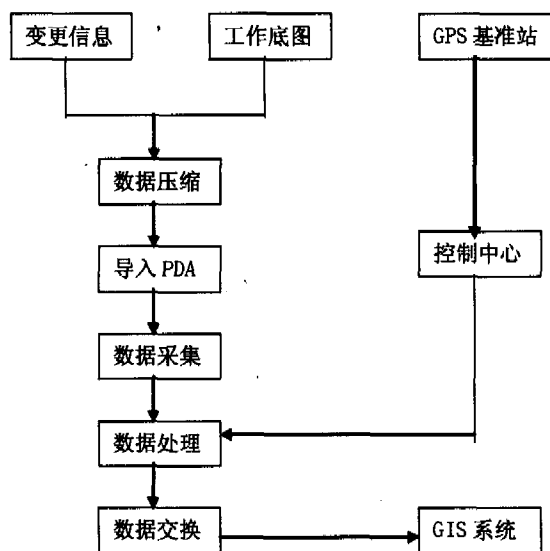 变更信息
工作底图
GPS 基准站
数据压缩
导入 PDA
控制中心
数据采集
数据处理
数据交换
GIS 系统